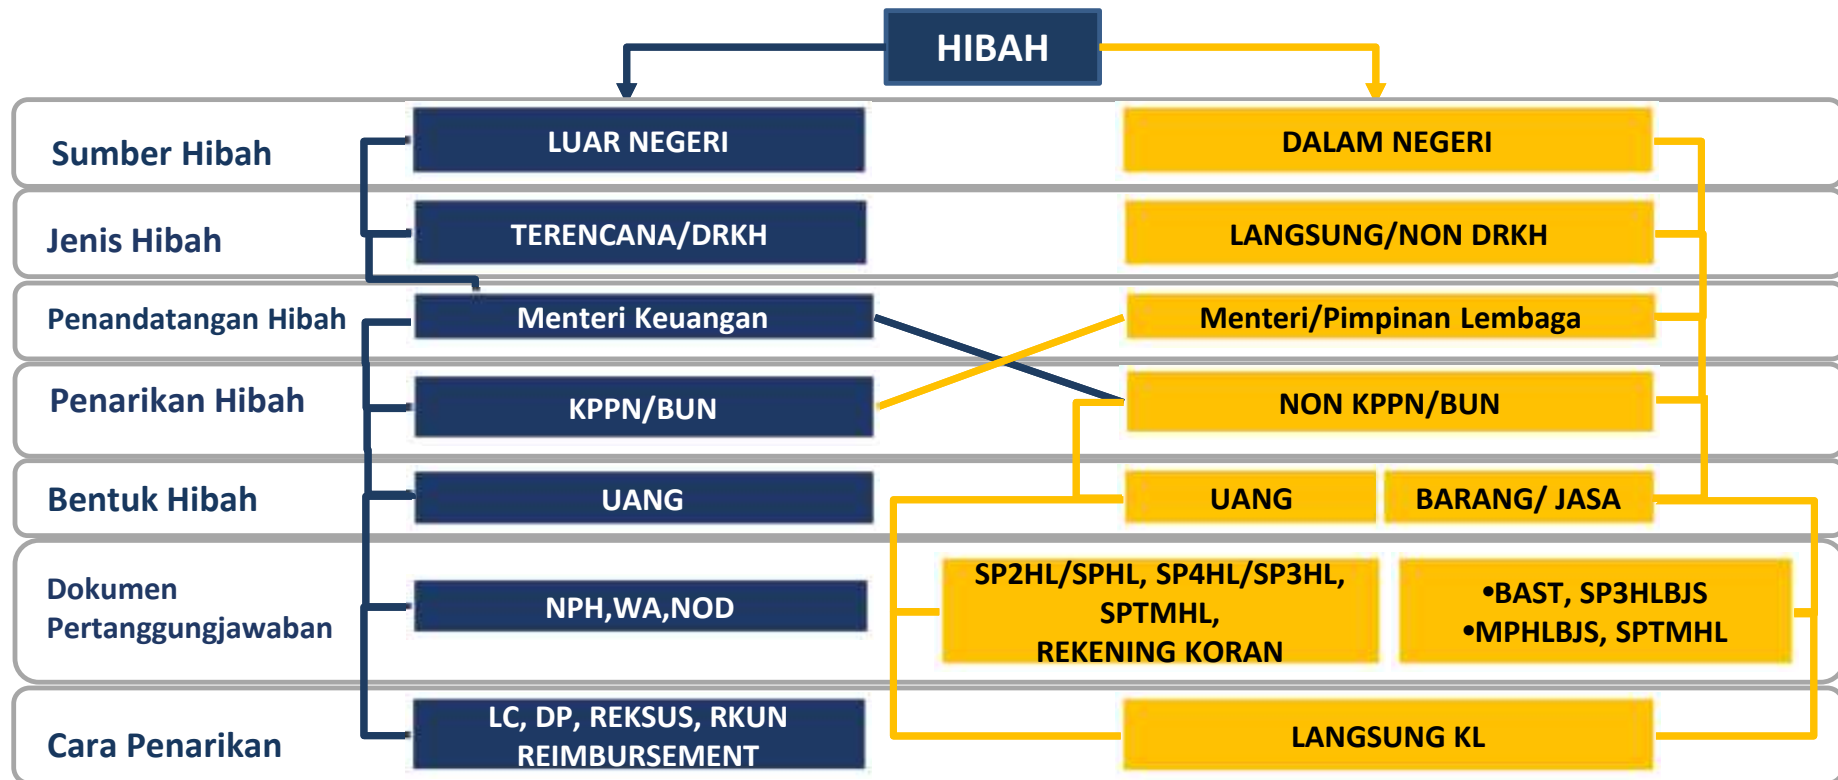 HIBAH
Sumber Hibah
LUAR NEGERI
DALAM NEGERI
Jenis Hibah
TERENCANA/DRKH
LANGSUNG/NON DRKH
Penandatangan Hibah
Menteri Keuangan
Menteri/Pimpinan Lembaga
Penarikan Hibah
KPPN/BUN
NON KPPN/BUN
Bentuk Hibah
UANG
UANG
BARANG/ JASA
Dokumen
Pertanggungjawaban
NPH,WA,NOD
SP2HL/SPHL, SP4HL/SP3HL,
SPTMHL,
REKENING KORAN
•BAST, SP3HLBJS
•MPHLBJS, SPTMHL
Cara Penarikan
LC, DP, REKSUS, RKUN
REIMBURSEMENT
LANGSUNG KL